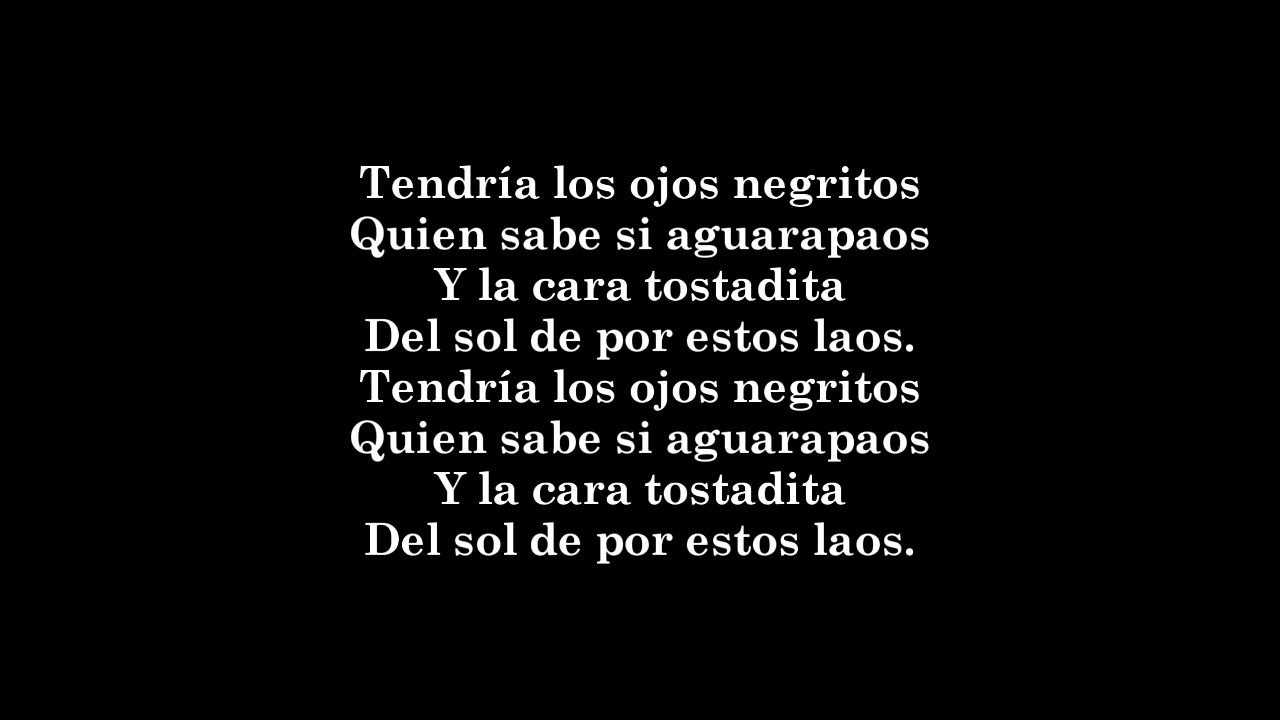 Tendría los ojos negritos
Quien sabe si aguarapaos
Y la cara tostadita
Del sol de por estos laos.
Tendría los ojos negritos
Quien sabe si aguarapaos
Y la cara tostadita
Del sol de por estos laos.